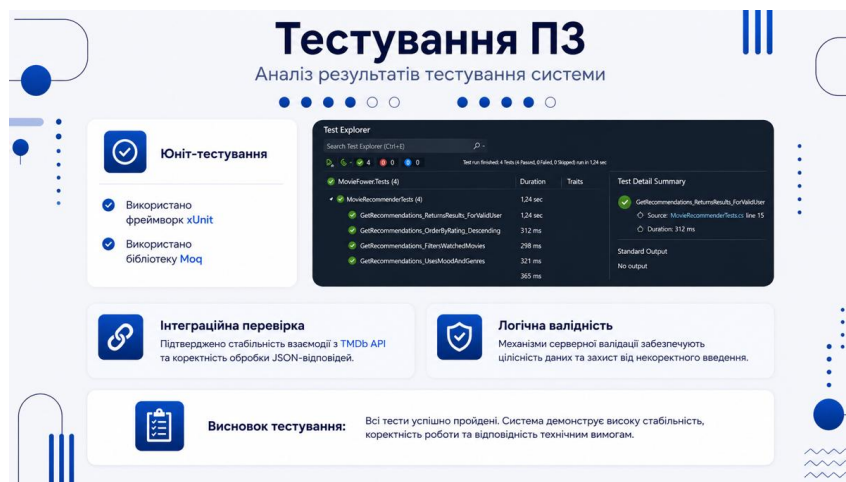 Тестування ПЗ
Аналіз результатів тестування системи
Юніт-тестування
Використано
фреймворк xUnit
Використано
бібліотеку Moq
Test Explorer
Search Test Explorer (Ctrl+E)
4 0 0
Test run finished: 4 Tests (4 Passed, 0 Failed, 0 Skipped) run in 1,24 sec
MovieFower.Tests (4) Duration Traits
MovieRecommenderTests (4) 1,24 sec
GetRecommendations_ReturnsResults_ForValidUser 1,24 sec
GetRecommendations_OrderByRating_Descending 312 ms
GetRecommendations_FiltersWatchedMovies 298 ms
GetRecommendations_UsesMoodAndGenres 321 ms
365 ms
Test Detail Summary
GetRecommendations_ReturnsResults_ForValidUser
Source: MovieRecommenderTests.cs line 15
Duration: 312 ms
Standard Output
No output
Інтеграційна перевірка
Підтверджено стабільність взаємодії з TMDb API
та коректність обробки JSON-відповідей.
Логічна валідність
Механізми серверної валідації забезпечують
цілісність даних та захист від некоректного введення.
Висновок тестування:
Всі тести успішно пройдені. Система демонструє високу стабільність,
коректність роботи та відповідність технічним вимогам.